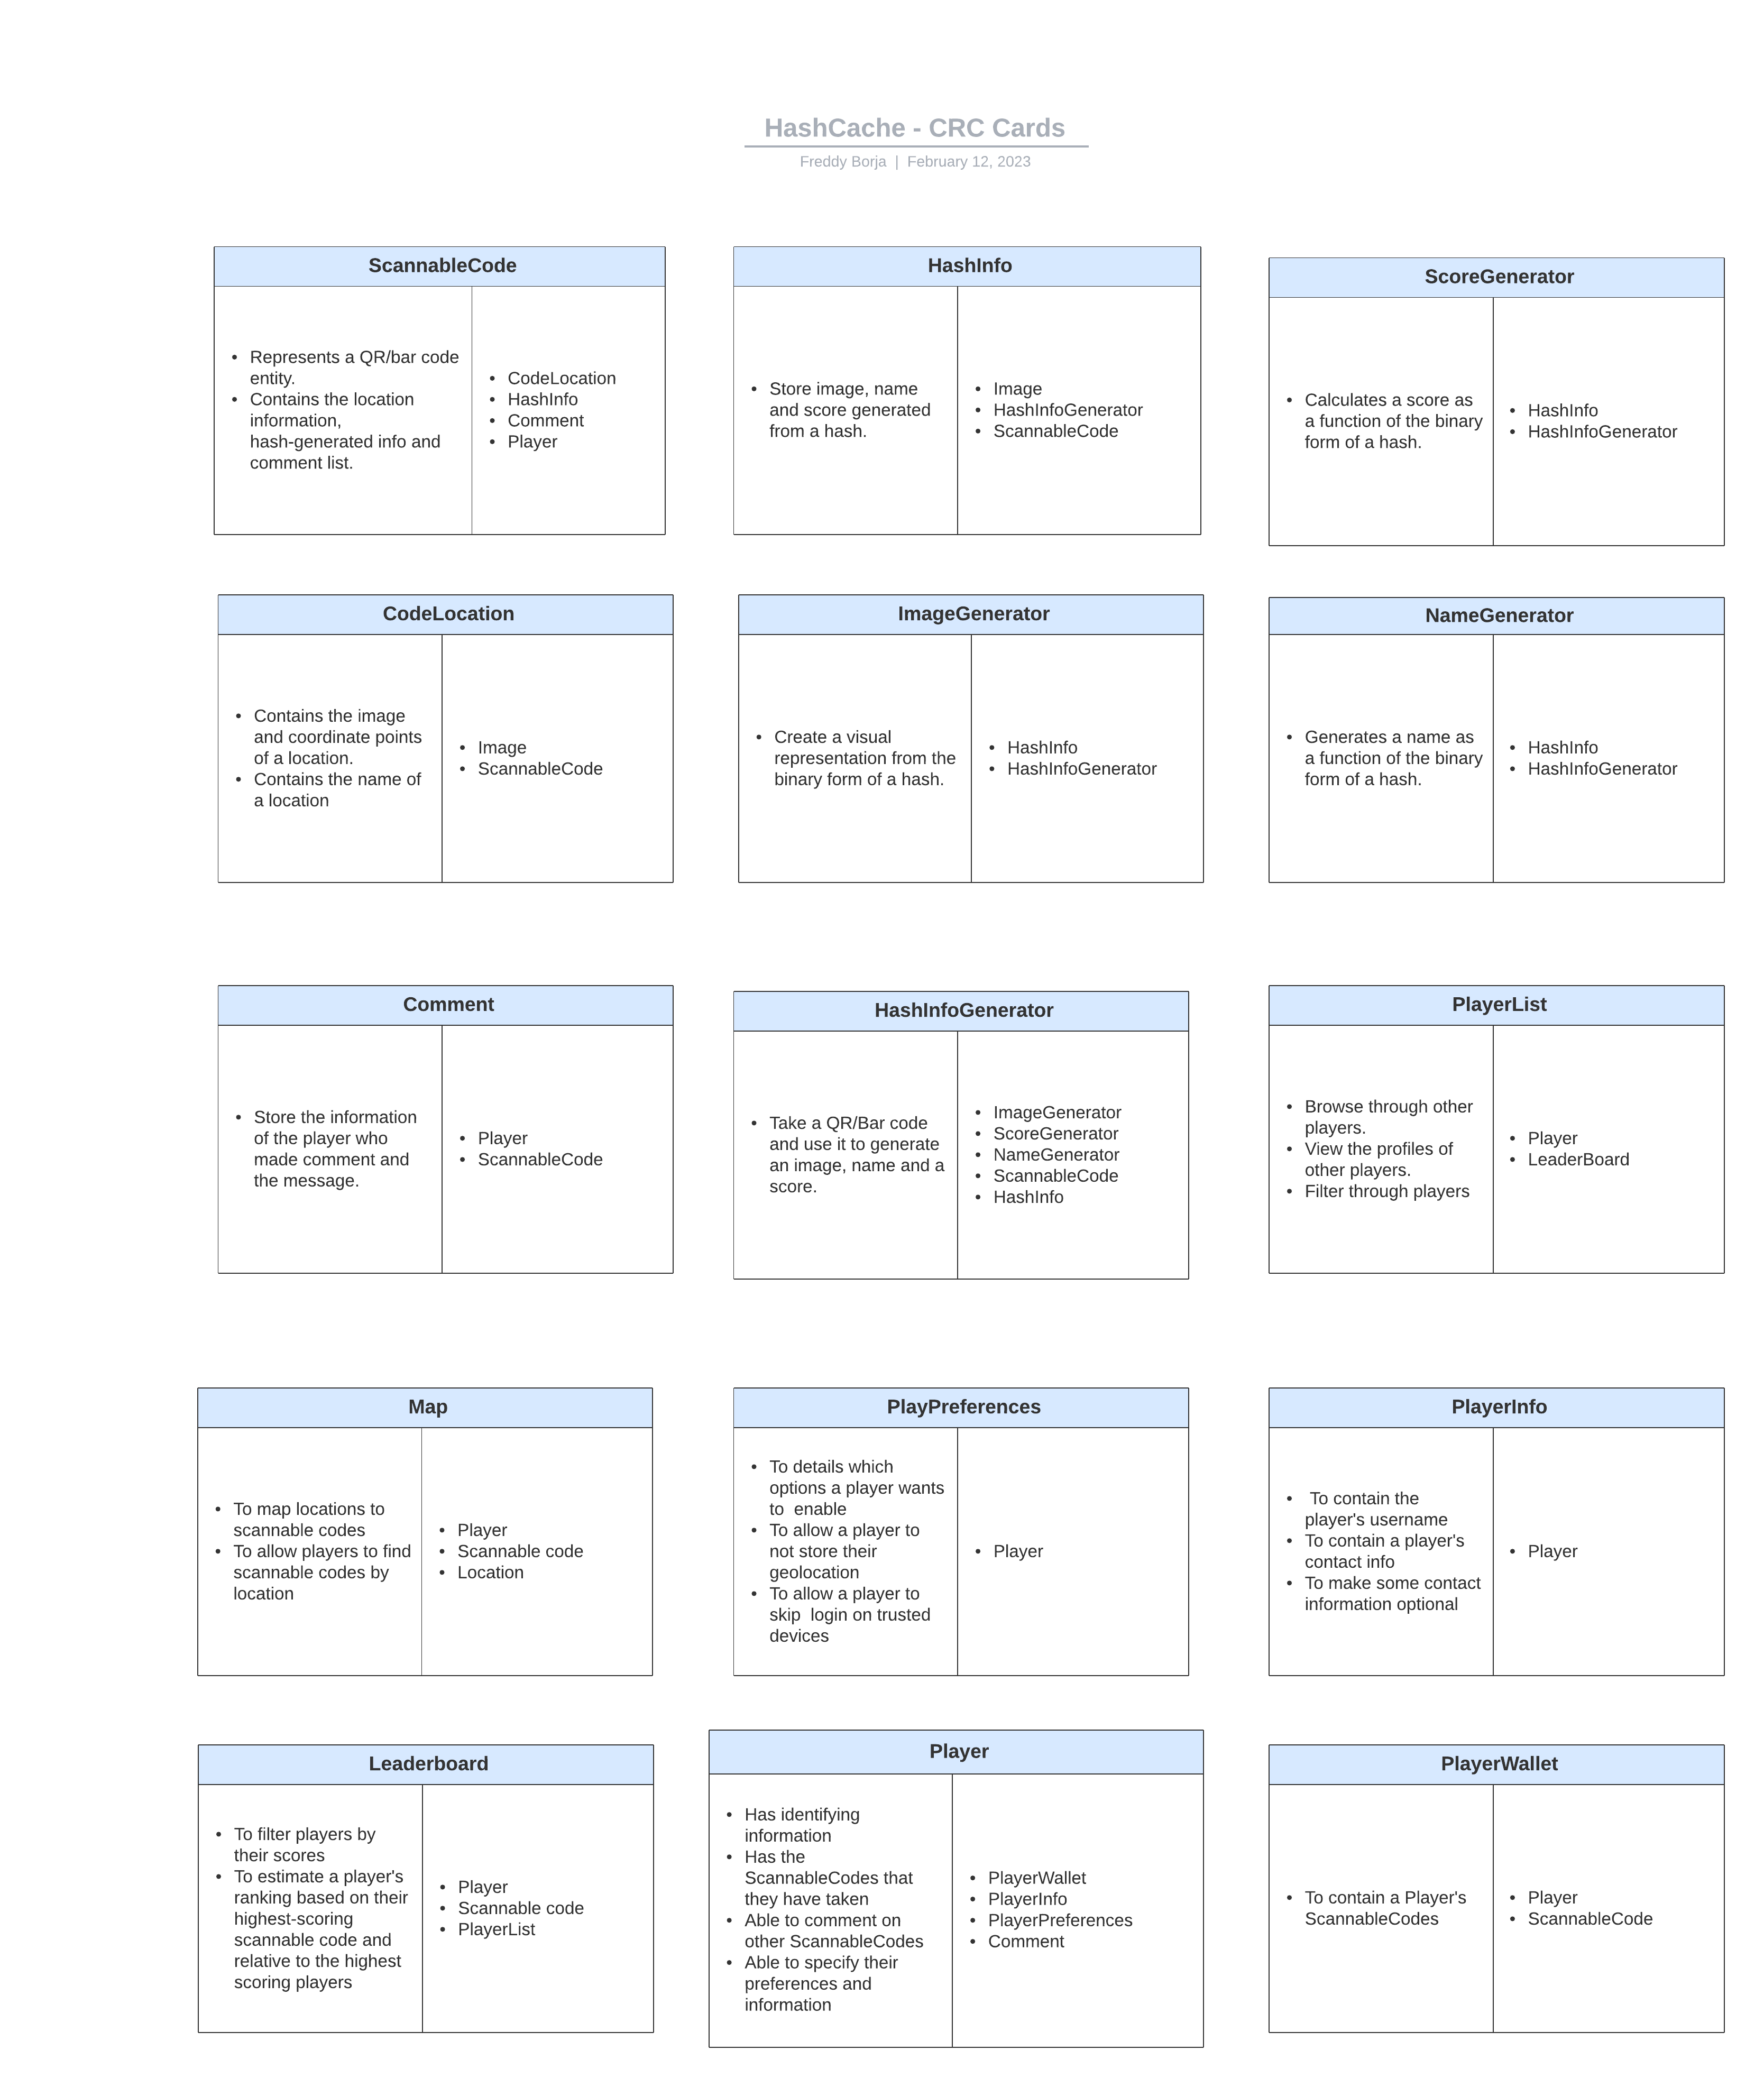 HashCache - CRC Cards
Freddy Borja | February 12, 2023
ScannableCode
• Represents a QR/bar code
entity.
• Contains the location
information,
hash-generated info and
comment list.
• CodeLocation
• HashInfo
• Comment
• Player
HashInfo
• Store image, name
and score generated
from a hash.
• Image
• HashInfoGenerator
• ScannableCode
ScoreGenerator
• Calculates a score as
a function of the binary
form of a hash.
• HashInfo
• HashInfoGenerator
CodeLocation
• Contains the image
and coordinate points
of a location.
• Contains the name of
a location
• Image
• ScannableCode
ImageGenerator
• Create a visual
representation from the
binary form of a hash.
• HashInfo
• HashInfoGenerator
NameGenerator
• Generates a name as
a function of the binary
form of a hash.
• HashInfo
• HashInfoGenerator
Comment
• Store the information
of the player who
made comment and
the message.
• Player
• ScannableCode
HashInfoGenerator
• Take a QR/Bar code
and use it to generate
an image, name and a
score.
• ImageGenerator
• ScoreGenerator
• NameGenerator
• ScannableCode
• HashInfo
PlayerList
• Browse through other
players.
• View the profiles of
other players.
• Filter through players
• Player
• LeaderBoard
Map
• To map locations to
scannable codes
• To allow players to find
scannable codes by
location
• Player
• Scannable code
• Location
PlayPreferences
• To details which
options a player wants
to enable
• To allow a player to
not store their
geolocation
• To allow a player to
skip login on trusted
devices
• Player
PlayerInfo
• To contain the
player's username
• To contain a player's
contact info
• To make some contact
information optional
• Player
Leaderboard
• To filter players by
their scores
• To estimate a player's
ranking based on their
highest-scoring
scannable code and
relative to the highest
scoring players
• Player
• Scannable code
• PlayerList
Player
• Has identifying
information
• Has the
ScannableCodes that
they have taken
• Able to comment on
other ScannableCodes
• Able to specify their
preferences and
information
• PlayerWallet
• PlayerInfo
• PlayerPreferences
• Comment
PlayerWallet
• To contain a Player's
ScannableCodes
• Player
• ScannableCode